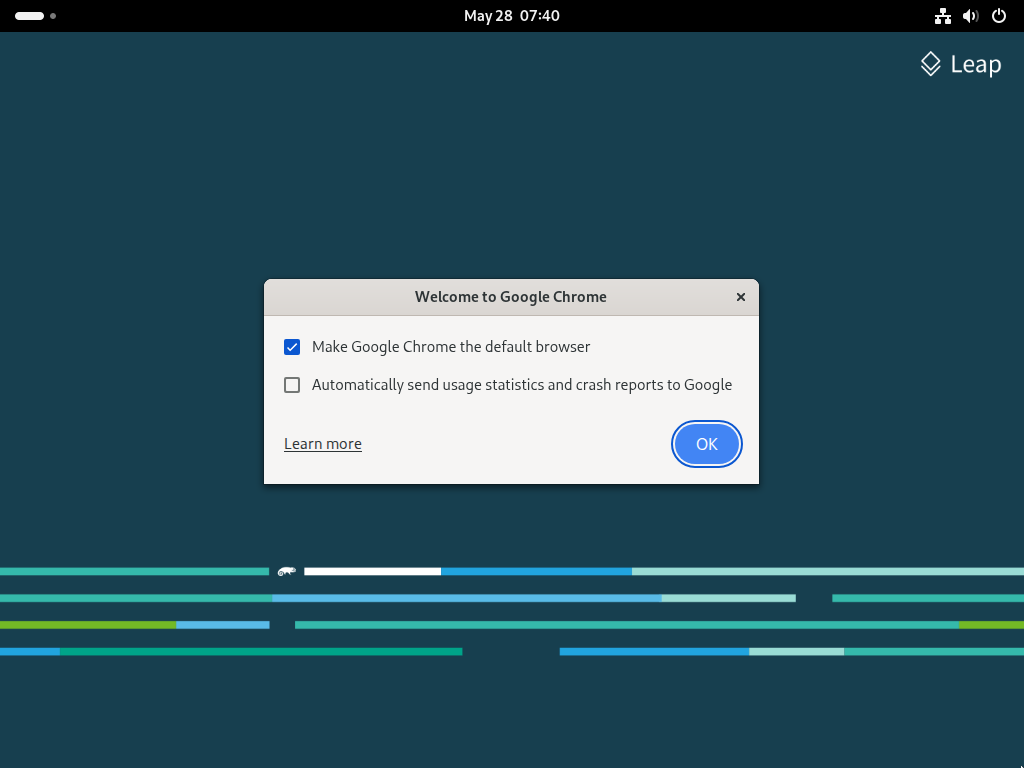 May 28 07:40
Leap
Welcome to Google Chrome
Make Google Chrome the default browser
Automatically send usage statistics and crash reports to Google
Learn more
OK